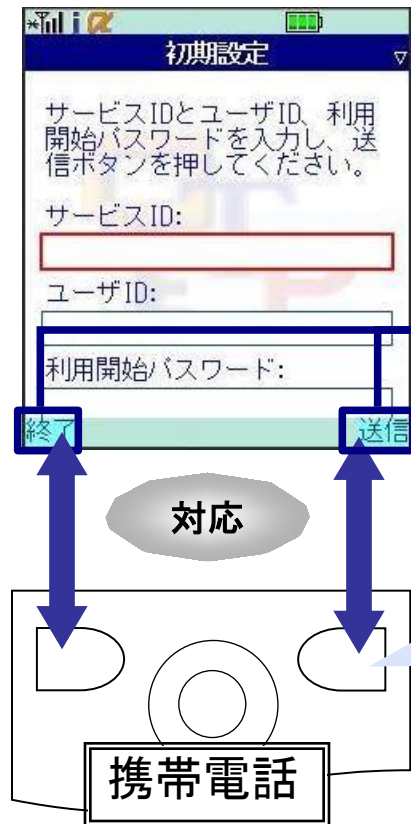 初期設定
サービスIDとユーザID、利用
開始パスワードを入力し、送
信ボタンを押してください。
サービスID:
ユーザID:
利用開始パスワード:
終了
送信
対応
携帯電話